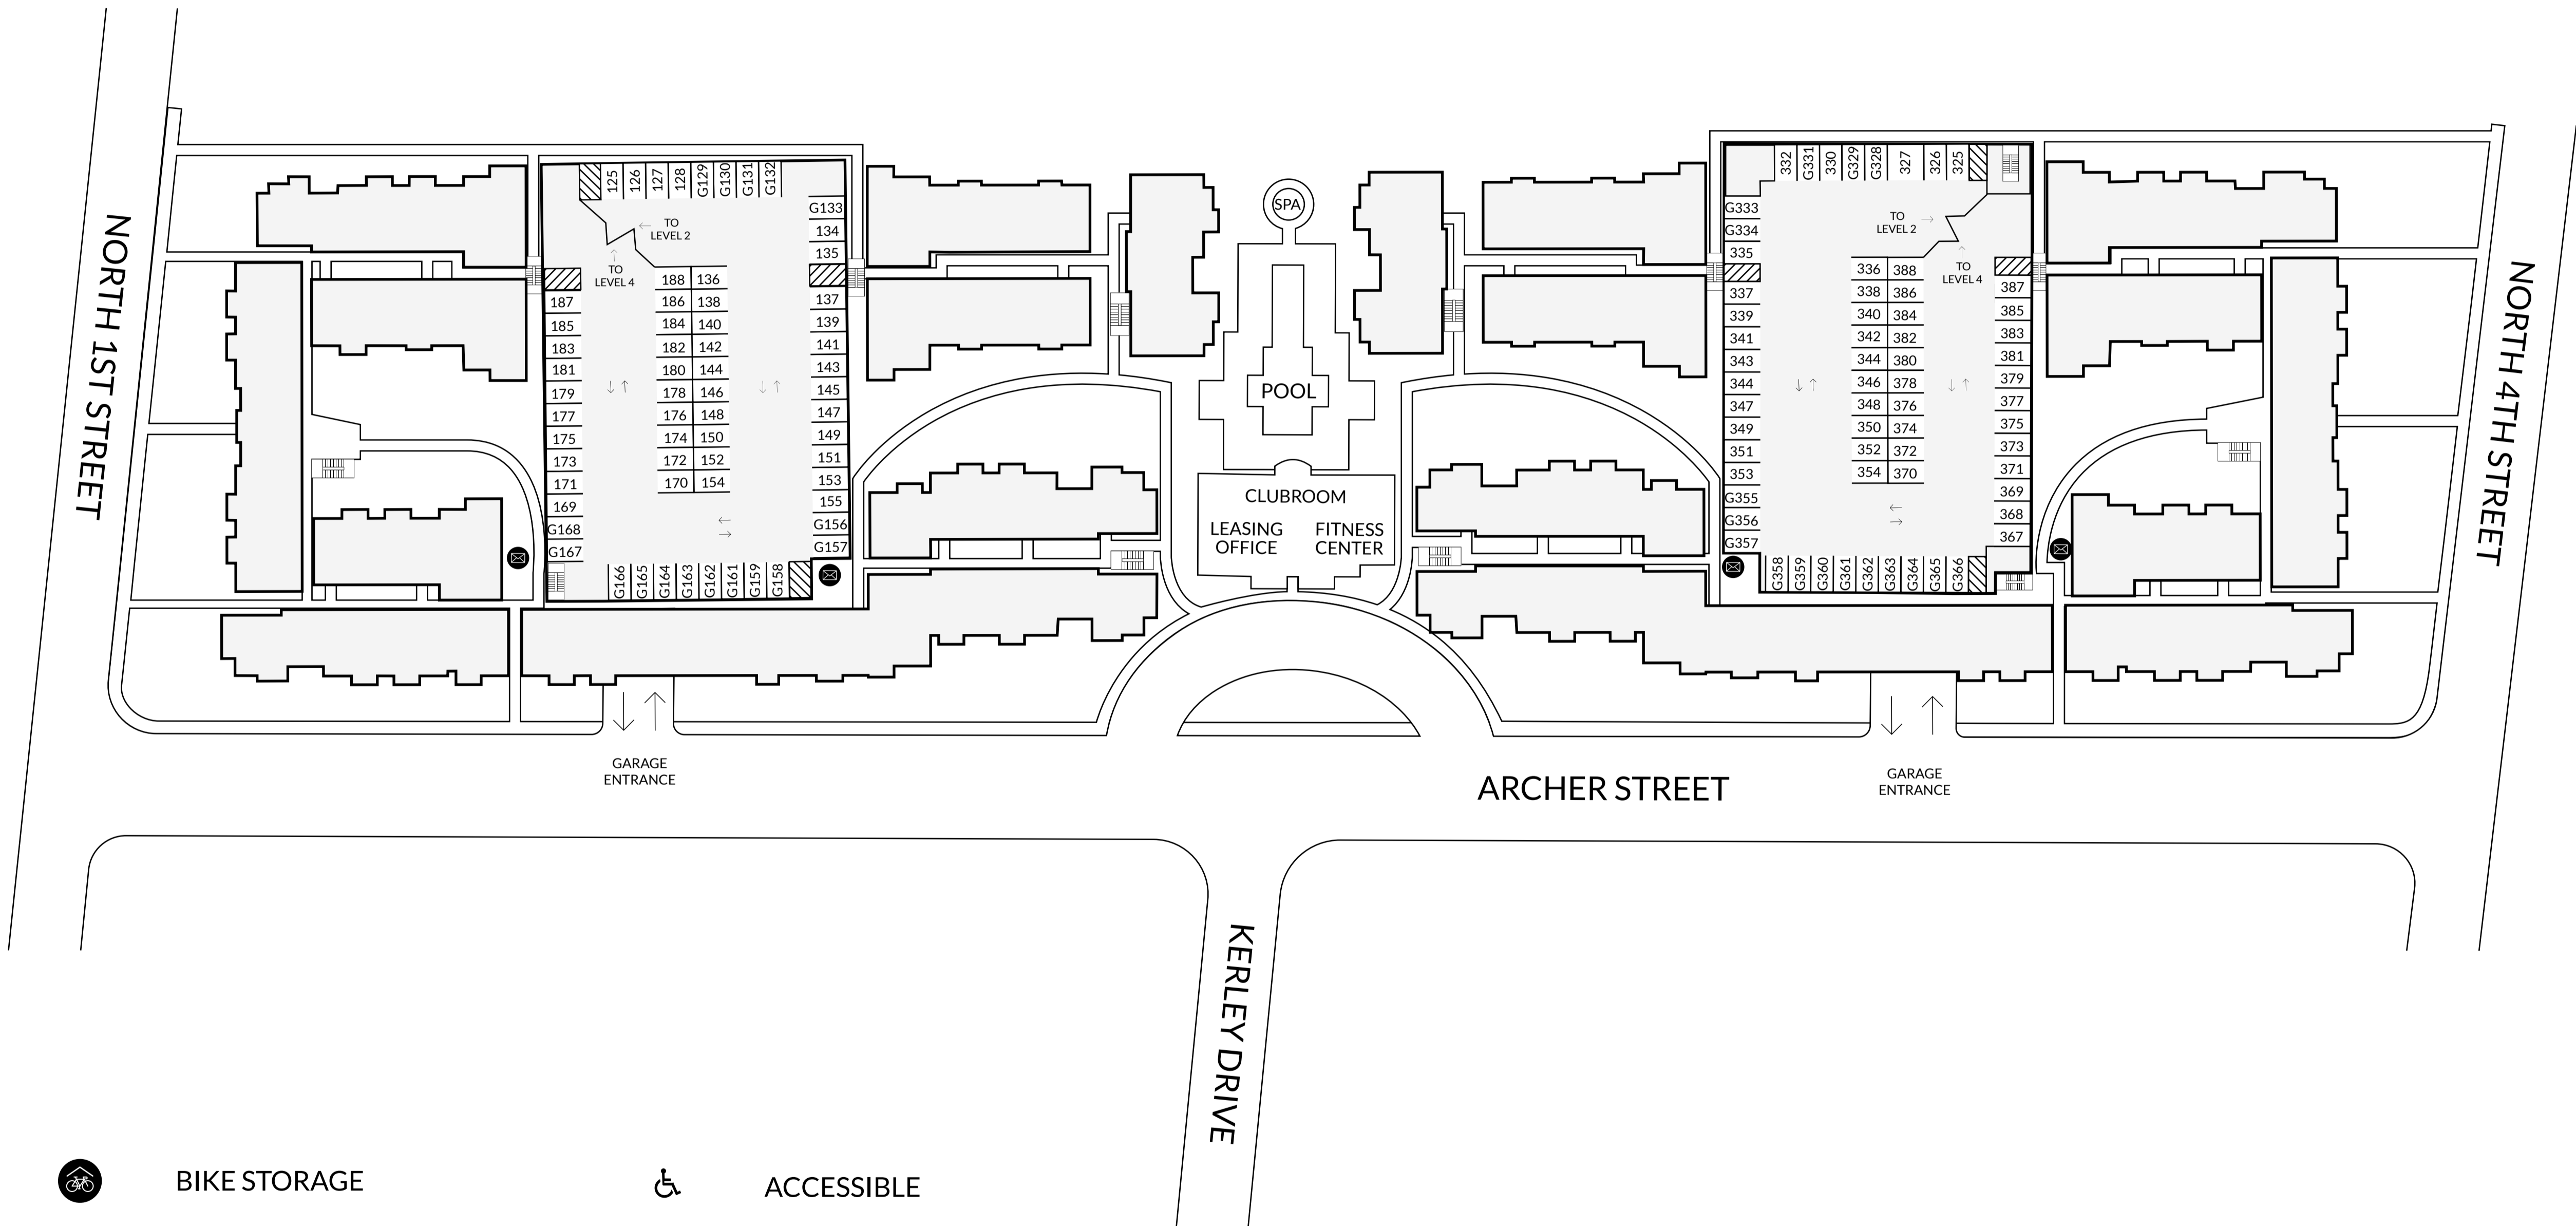 NORTH 1ST STREET
125
126
127
128
G129
G130
G131
G132
G133
134
135
TO
LEVEL 2
TO
LEVEL 4
188 136
186 138
184 140
182 142
180 144
178 146
176 148
174 150
172 152
170 154
187
185
183
181
179
177
175
173
171
169
G168
G167
137
139
141
143
145
147
149
151
153
155
G156
G157
G166
G165
G164
G163
G162
G161
G159
G158
GARAGE
ENTRANCE
SPA
POOL
CLUBROOM
LEASING
OFFICE
FITNESS
CENTER
332
G331
330
G329
G328
327
326
325
G333
G334
335
TO
LEVEL 2
TO
LEVEL 4
336 388
338 386
340 384
342 382
344 380
346 378
348 376
350 374
352 372
354 370
337
339
341
343
344
347
349
351
353
G355
G356
G357
387
385
383
381
379
377
375
373
371
369
368
367
G358
G359
G360
G361
G362
G363
G364
G365
G366
GARAGE
ENTRANCE
NORTH 4TH STREET
ARCHER STREET
KERLEY DRIVE
BIKE STORAGE
ACCESSIBLE